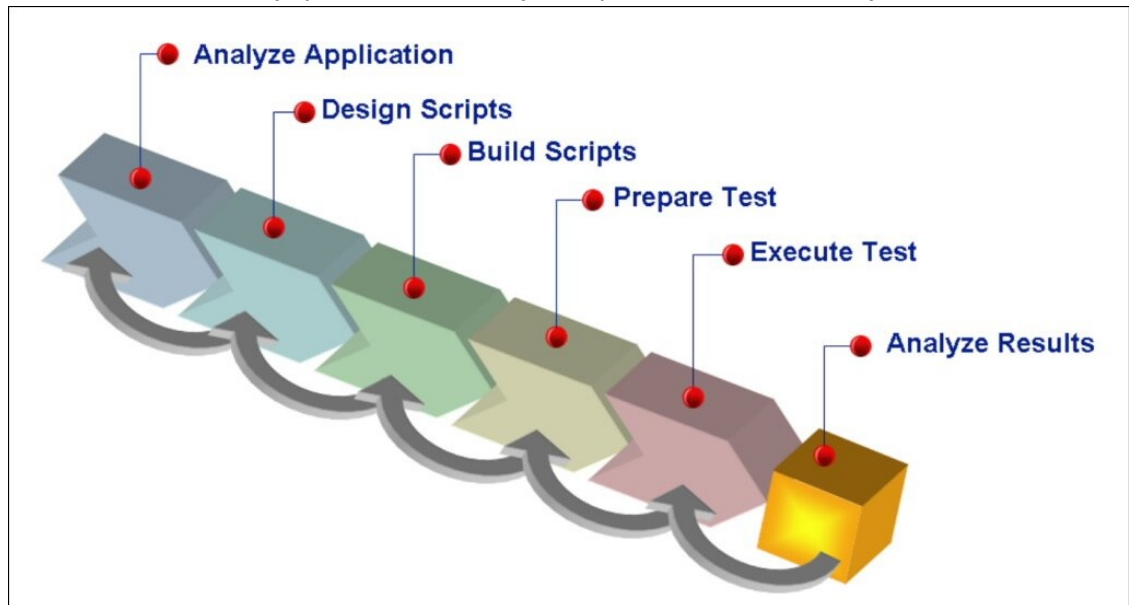 Analyze Application
Design Scripts
Build Scripts
Prepare Test
Execute Test
Analyze Results